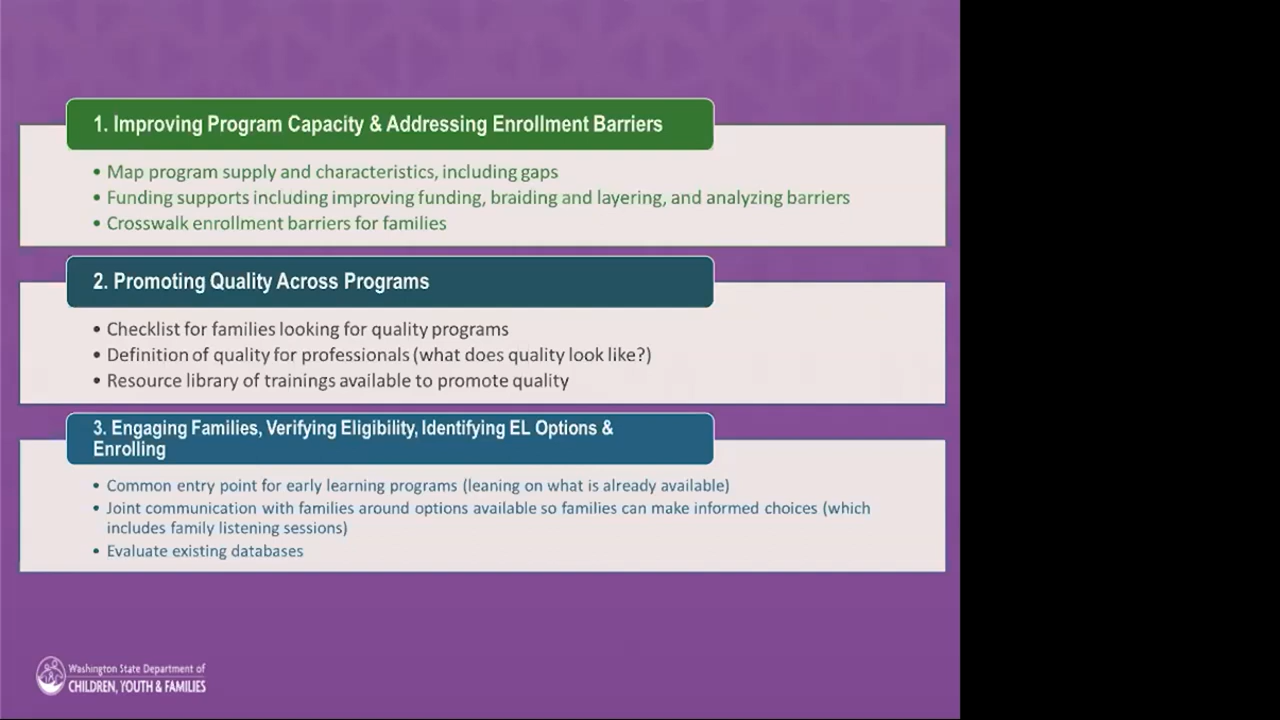 1. Improving Program Capacity & Addressing Enrollment Barriers
• Map program supply and characteristics, including gaps
• Funding supports including improving funding, braiding and layering, and analyzing barriers
• Crosswalk enrollment barriers for families
2. Promoting Quality Across Programs
• Checklist for families looking for quality programs
• Definition of quality for professionals (what does quality look like?)
• Resource library of trainings available to promote quality
3. Engaging Families, Verifying Eligibility, Identifying EL Options &
Enrolling
• Common entry point for early learning programs (leaning on what is already available)
• Joint communication with families around options available so families can make informed choices (which
includes family listening sessions)
• Evaluate existing databases
Washington State Department of
CHILDREN, YOUTH & FAMILIES